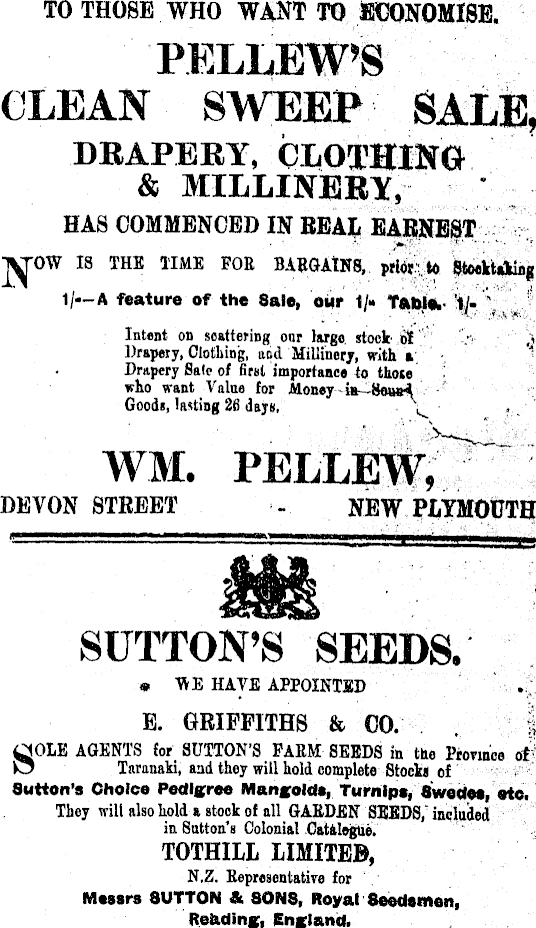 TO THOSE WHO WANT TO ECONOMISE.
PELLEW'S
CLEAN SWEEP SALE,
DRAPERY, CLOTHING
& MILLINERY,
HAS COMMENCED IN REAL EARNEST
NOW IS THE TIME FOR BARGAINS, prior to Stocktaking
1/-—A feature of the Sale, our 1/- Table. 1/-
Intent on scattering our large stock of
Drapery, Clothing, and Millinery, with a
Drapery Sale of first importance to those
who want Value for Money in Sound
Goods, lasting 26 days.
WM. PELLEW,
DEVON STREET - NEW PLYMOUTH
SUTTON'S SEEDS.
WE HAVE APPOINTED
E. GRIFFITHS & CO.
SOLE AGENTS for SUTTON'S FARM SEEDS in the Province of
Taranaki, and they will hold complete Stocks of
Sutton's Choice Pedigree Mangolds, Turnips, Swedes, etc.
They will also hold a stock of all GARDEN SEEDS, included
in Sutton's Colonial Catalogue.
TOTHILL LIMITED,
N.Z. Representative for
Messrs SUTTON & SONS, Royal Seedsmen,
Reading, England.